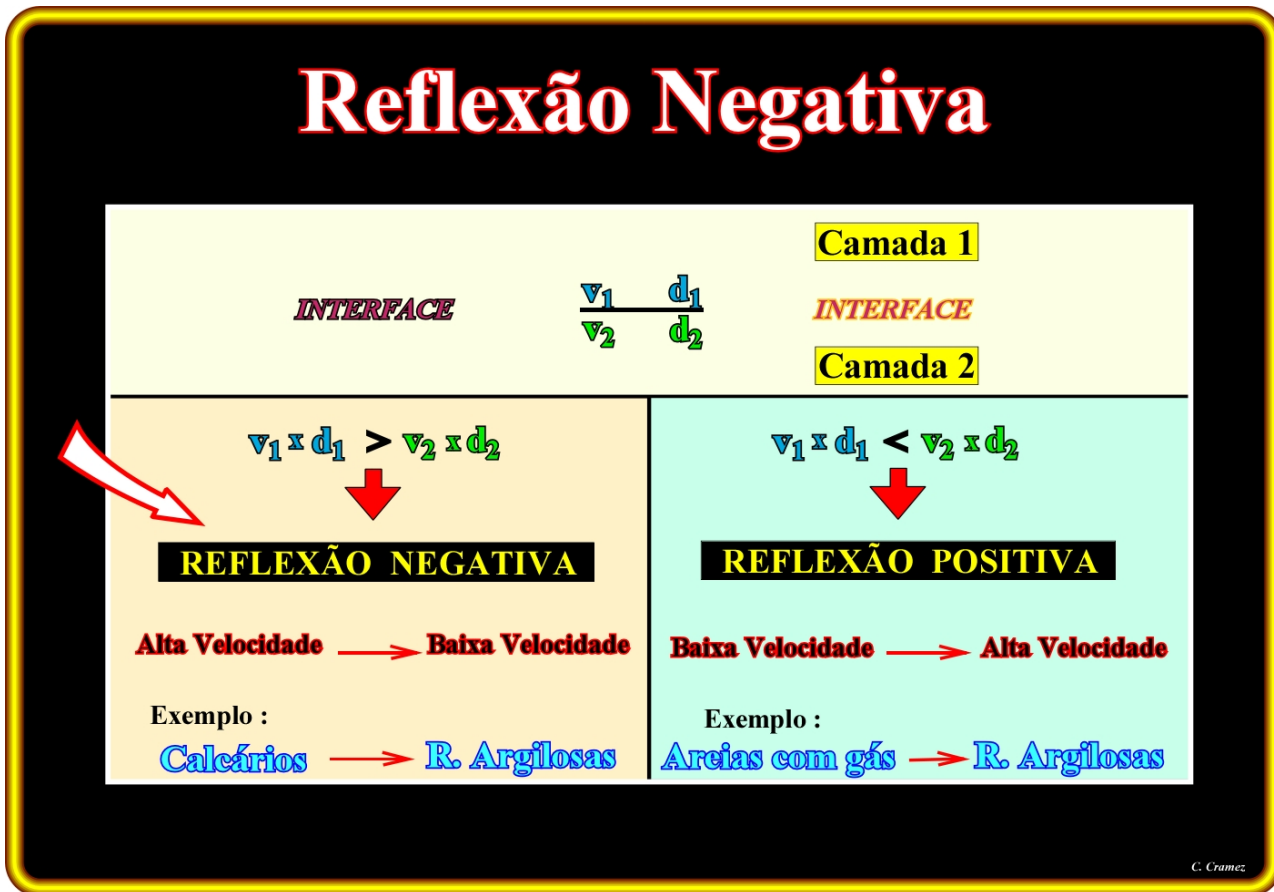 Reflexão Negativa
Camada 1
INTERFACE
v1 d1
v2 d2
INTERFACE
Camada 2
v1 x d1 > v2 x d2
REFLEXÃO NEGATIVA
Alta Velocidade → Baixa Velocidade
Exemplo :
Calcários → R. Argilosas
v1 x d1 < v2 x d2
REFLEXÃO POSITIVA
Baixa Velocidade → Alta Velocidade
Exemplo :
Areias com gás → R. Argilosas
C. Cramez